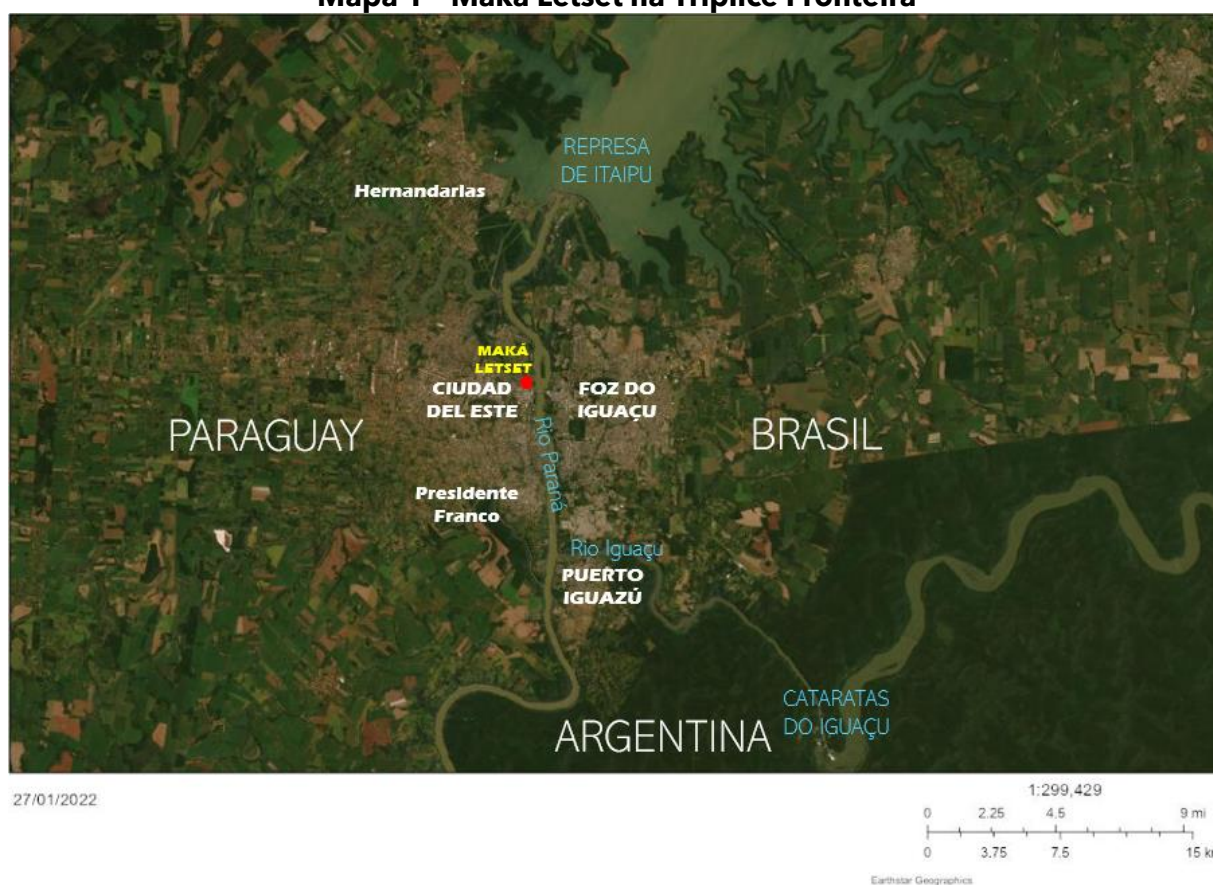 Mapa 1 - Maká Letset na Tríplice Fronteira
REPRESA
DE ITAIPU
Hernandarias
MAKÁ
LETSET
CIUDAD
DEL ESTE
FOZ DO
IGUAÇU
PARAGUAY
BRASIL
Rio Paraná
Presidente
Franco
Rio Iguaçu
PUERTO
IGUAZÚ
CATARATAS
DO IGUAÇU
ARGENTINA
27/01/2022
1:299,429
0 2.25 4.5 9 mi
0 3.75 7.5 15 k
Earthstar Geographics